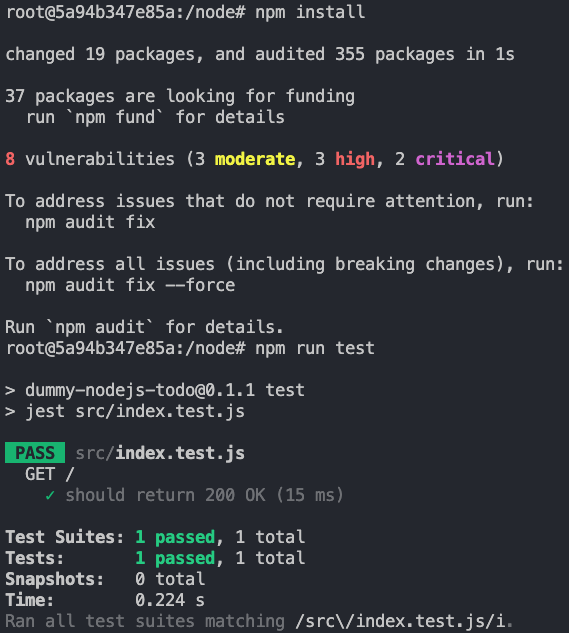 root@5a94b347e85a:/node# npm install
changed 19 packages, and audited 355 packages in 1s
37 packages are looking for funding
run `npm fund` for details
8 vulnerabilities (3 moderate, 3 high, 2 critical)
To address issues that do not require attention, run:
npm audit fix
To address all issues (including breaking changes), run:
npm audit fix --force
Run `npm audit` for details.
root@5a94b347e85a:/node# npm run test
> dummy-nodejs-todo@0.1.1 test
> jest src/index.test.js
PASS src/index.test.js
GET /
✓ should return 200 OK (15 ms)
Test Suites: 1 passed, 1 total
Tests: 1 passed, 1 total
Snapshots: 0 total
Time: 0.224 s
Ran all test suites matching /src\/index.test.js/i.